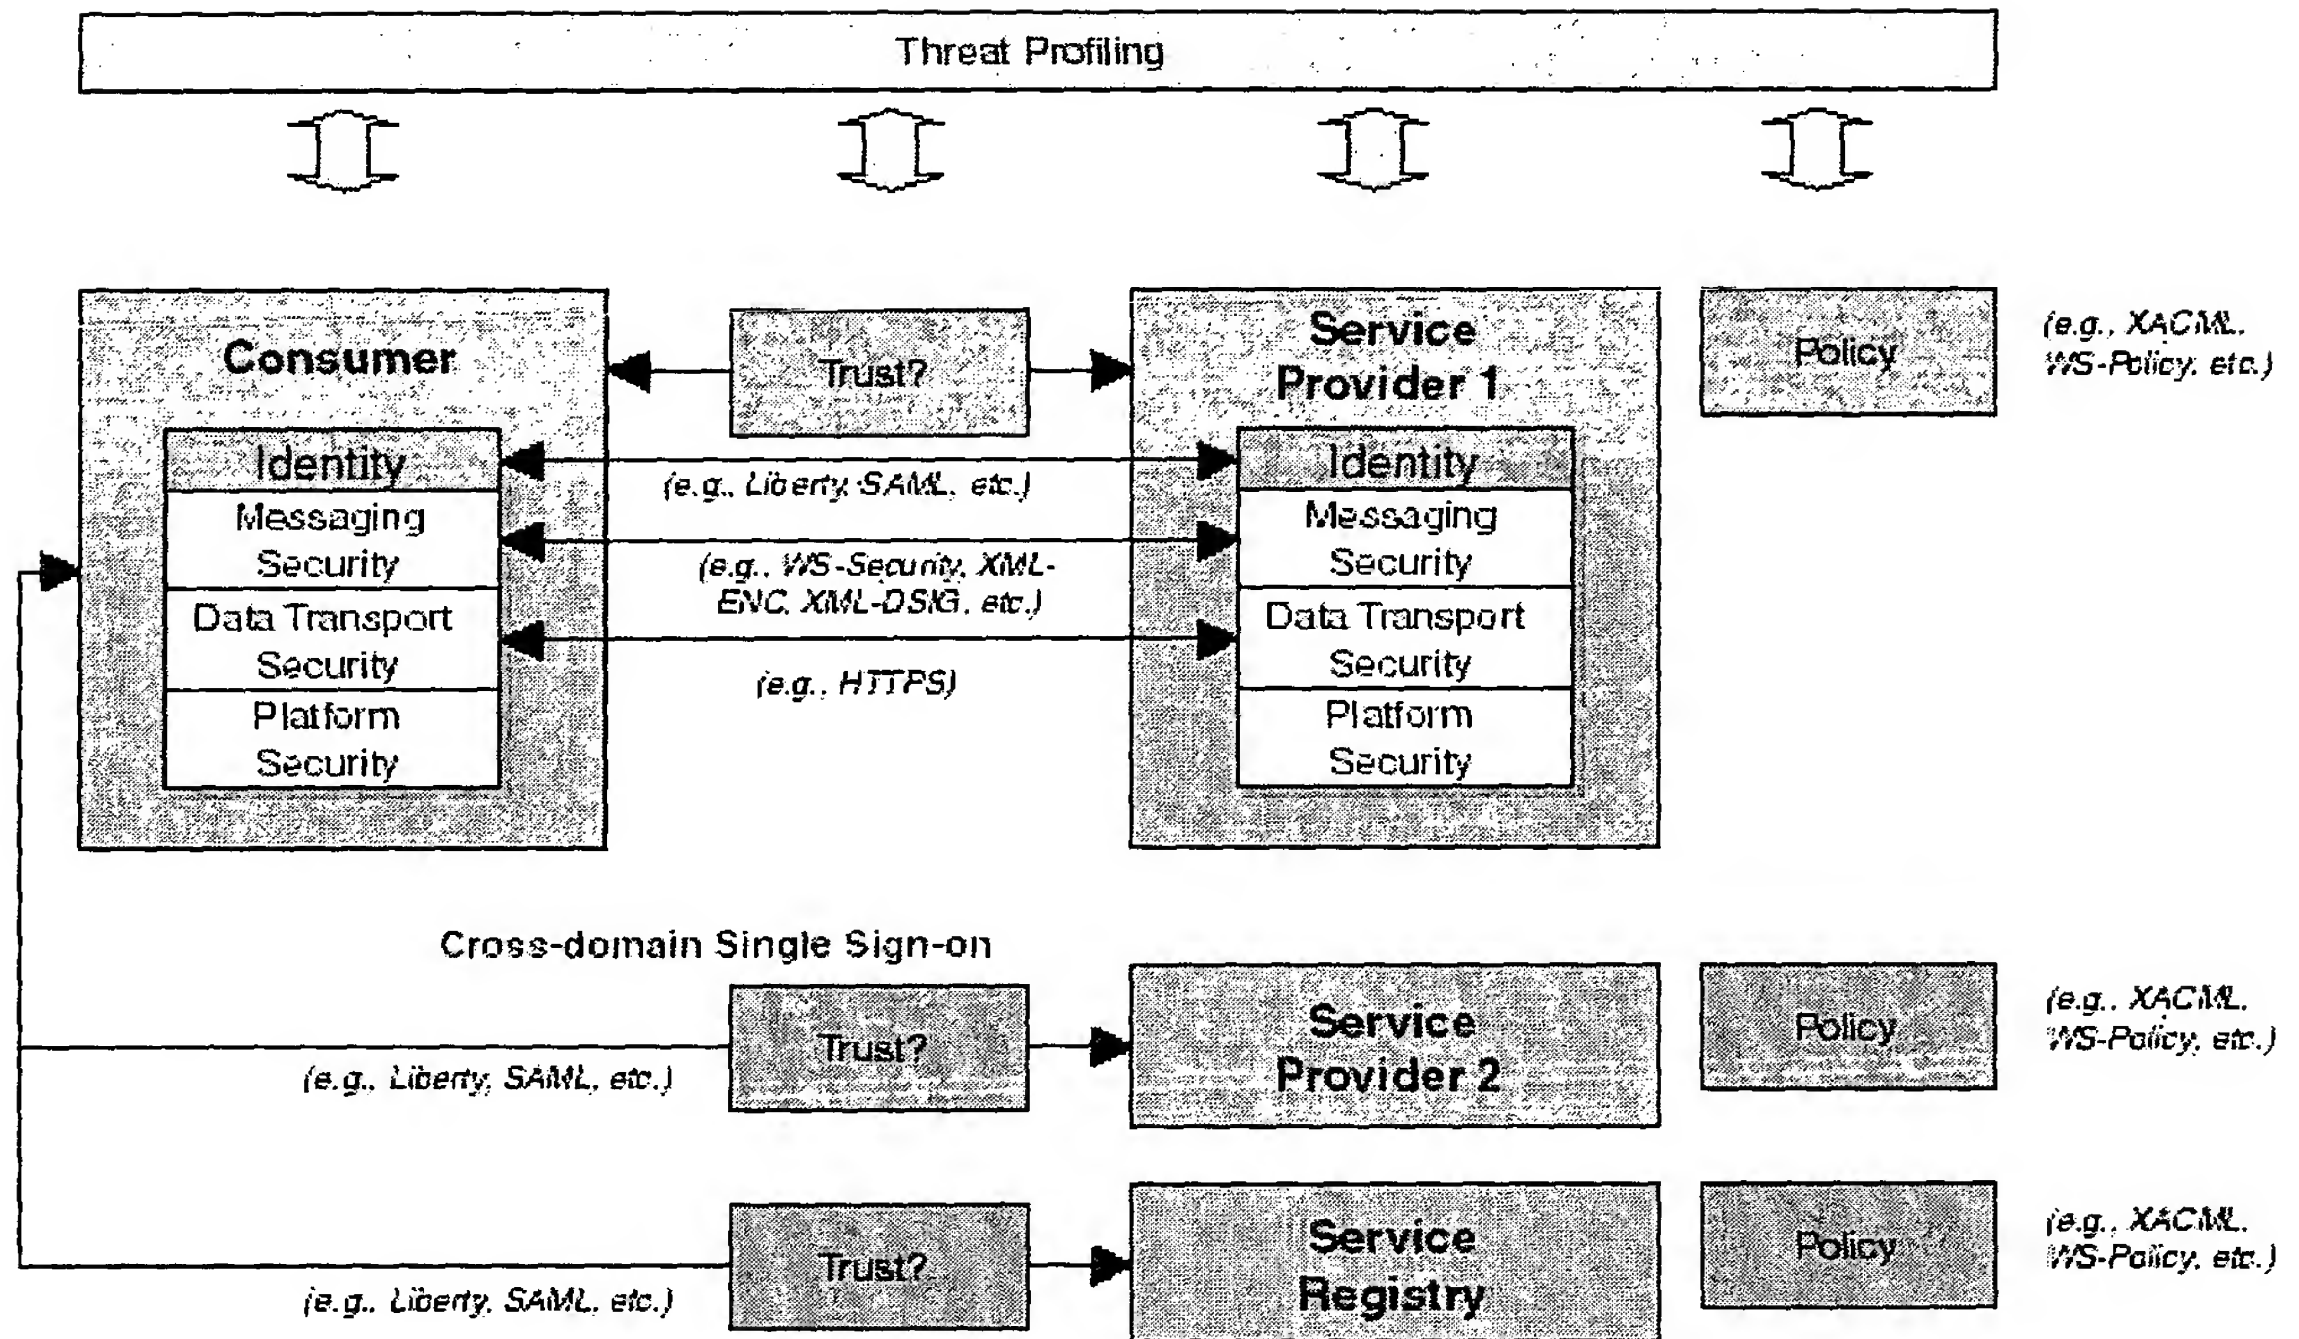 Threat Profiling
Consumer
Trust?
Service
Provider 1
Policy
(e.g., XACML,
WS-Policy, etc.)
Identity
Messaging
Security
Data Transport
Security
Platform
Security
(e.g., Liberty, SAML, etc.)
(e.g., WS-Security, XML-
ENC, XML-DSIG, etc.)
(e.g., HTTPS)
Identity
Messaging
Security
Data Transport
Security
Platform
Security
Cross-domain Single Sign-on
(e.g., Liberty, SAML, etc.)
Trust?
Service
Provider 2
Policy
(e.g., XACML,
WS-Policy, etc.)
(e.g., Liberty, SAML, etc.)
Trust?
Service
Registry
Policy
(e.g., XACML,
WS-Policy, etc.)